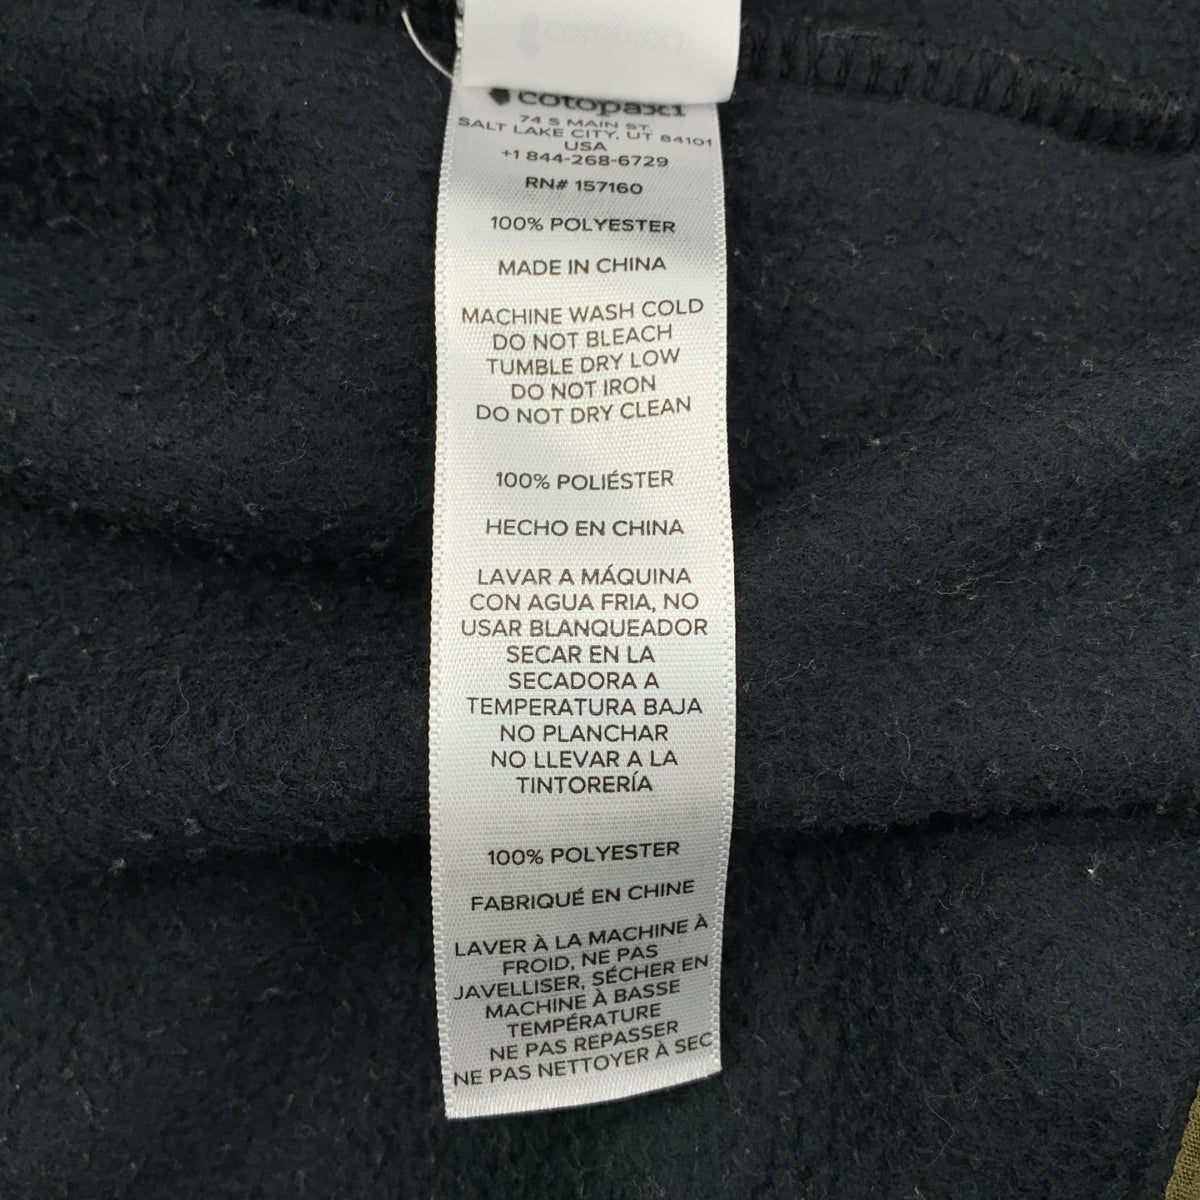 cotopaxi
74 S MAIN ST.
SALT LAKE CITY, UT 84101
USA
+1 844-268-6729
RN# 157160
100% POLYESTER
MADE IN CHINA
MACHINE WASH COLD
DO NOT BLEACH
TUMBLE DRY LOW
DO NOT IRON
DO NOT DRY CLEAN
100% POLIÉSTER
HECHO EN CHINA
LAVAR A MÁQUINA
CON AGUA FRIA, NO
USAR BLANQUEADOR
SECAR EN LA
SECADORA A
TEMPERATURA BAJA
NO PLANCHAR
NO LLEVAR A LA
TINTORERÍA
100% POLYESTER
FABRIQUÉ EN CHINE
LAVER À LA MACHINE À
FROID, NE PAS
JAVELLISER, SÉCHER EN
MACHINE À BASSE
TEMPÉRATURE
NE PAS REPASSER
NE PAS NETTOYER À SEC